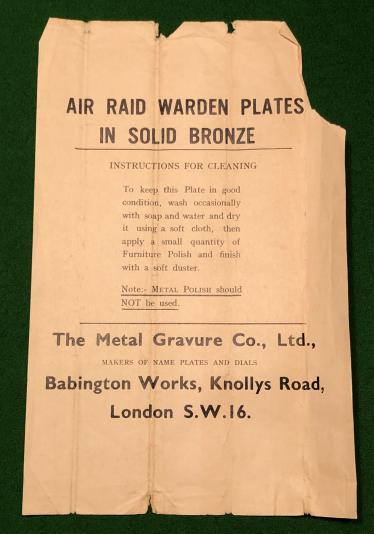 AIR RAID WARDEN PLATES
IN SOLID BRONZE
INSTRUCTIONS FOR CLEANING
To keep this Plate in good
condition, wash occasionally
with soap and water and dry
it using a soft cloth, then
apply a small quantity of
Furniture Polish and finish
with a soft duster.
Note:- METAL POLISH should
NOT be used.
The Metal Gravure Co., Ltd.,
MAKERS OF NAME PLATES AND DIALS
Babington Works, Knollys Road,
London S.W.16.